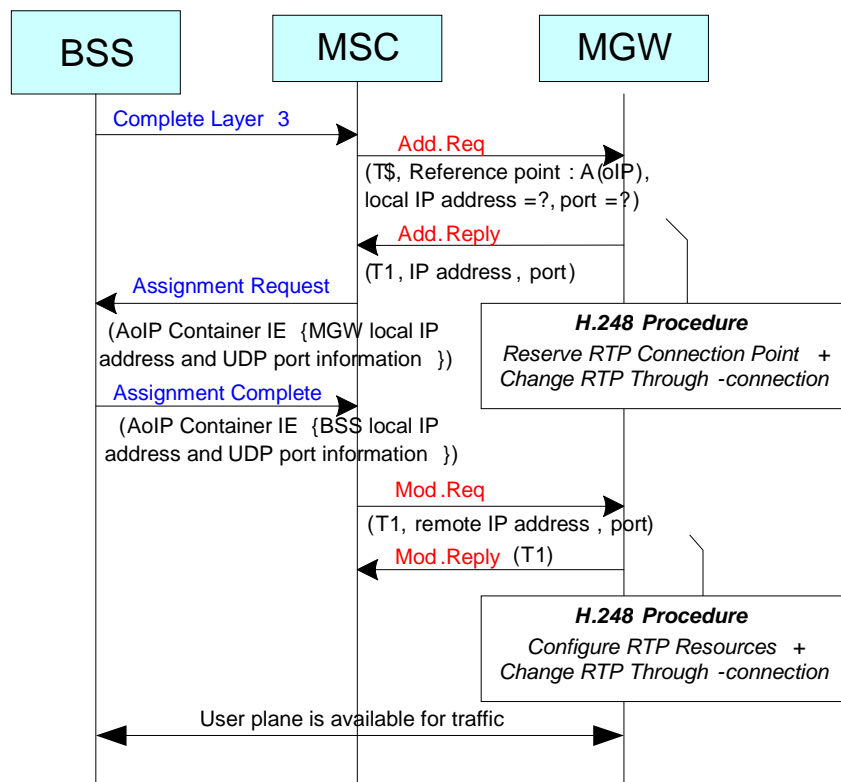 BSS
MSC
MGW
Complete Layer 3
Add.Req
(T$, Reference point : A(oIP),
local IP address =?, port =?)
Add.Reply
(T1, IP address , port)
Assignment Request
(AoIP Container IE {MGW local IP
address and UDP port information })
H.248 Procedure
Reserve RTP Connection Point +
Change RTP Through -connection
Assignment Complete
(AoIP Container IE {BSS local IP
address and UDP port information })
Mod.Req
(T1, remote IP address , port)
Mod.Reply (T1)
H.248 Procedure
Configure RTP Resources +
Change RTP Through -connection
User plane is available for traffic